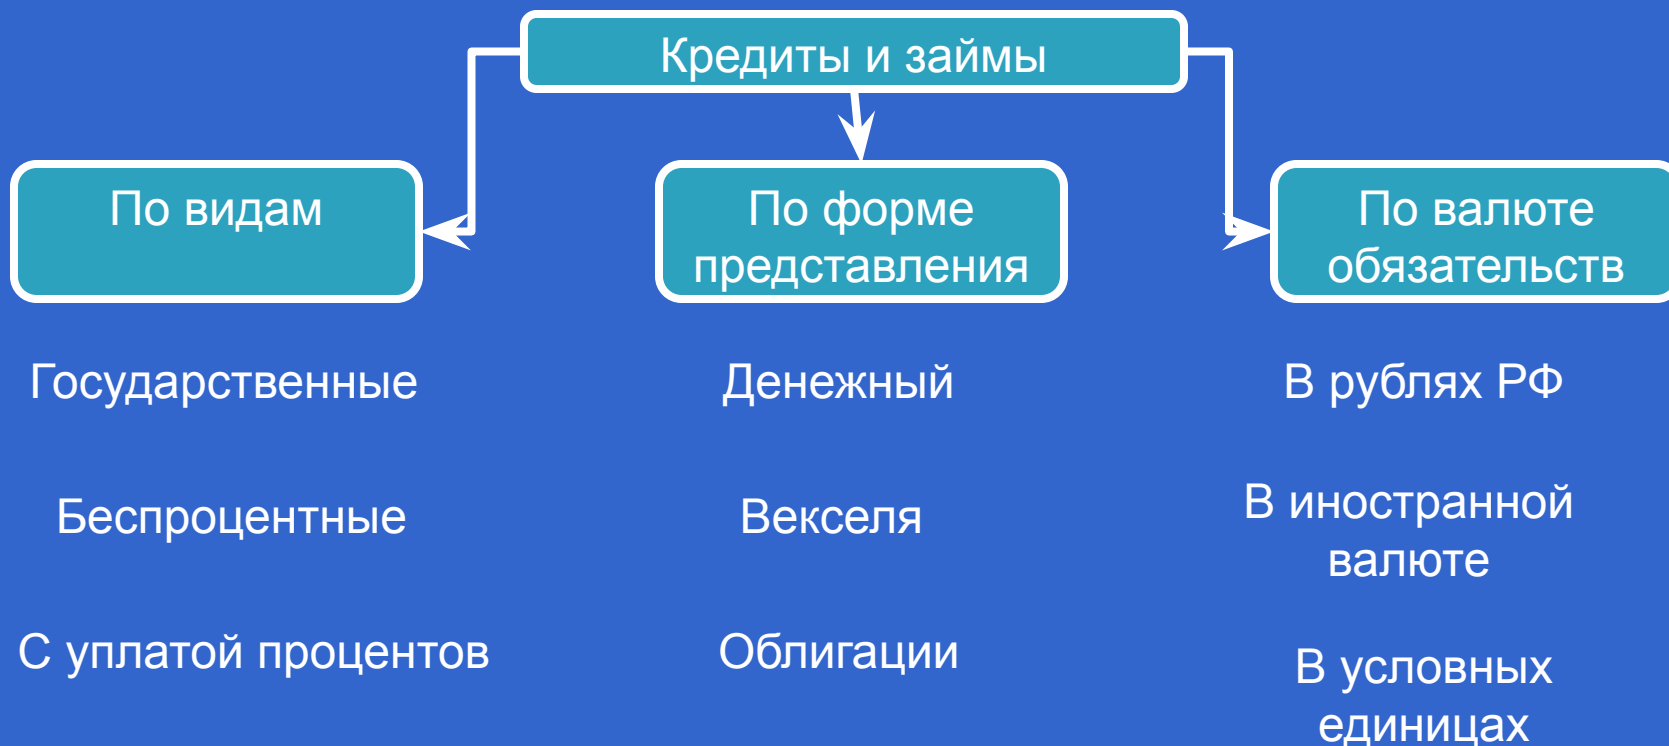 Кредиты и займы
По видам
По форме
представления
По валюте
обязательств
Государственные
Денежный
В рублях РФ
Беспроцентные
Векселя
В иностранной
валюте
С уплатой процентов
Облигации
В условных
единицах